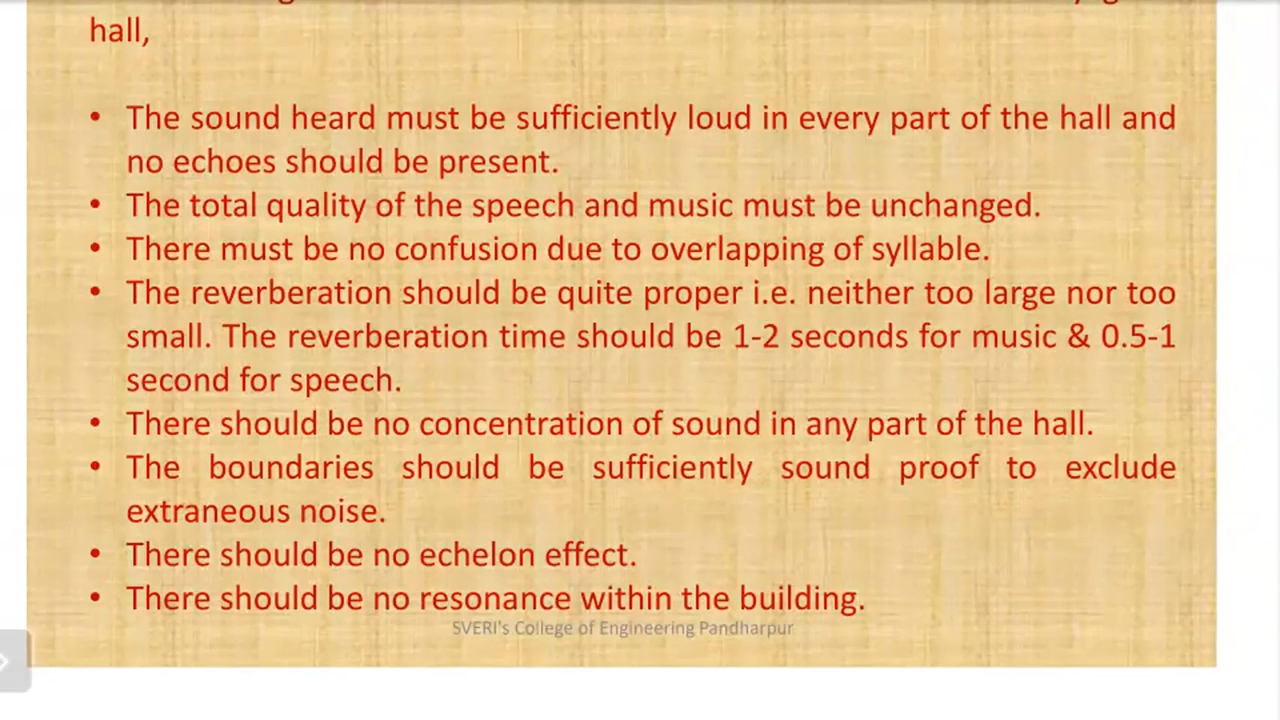 hall,
• The sound heard must be sufficiently loud in every part of the hall and
no echoes should be present.
• The total quality of the speech and music must be unchanged.
• There must be no confusion due to overlapping of syllable.
• The reverberation should be quite proper i.e. neither too large nor too
small. The reverberation time should be 1-2 seconds for music & 0.5-1
second for speech.
• There should be no concentration of sound in any part of the hall.
• The boundaries should be sufficiently sound proof to exclude
extraneous noise.
• There should be no echelon effect.
• There should be no resonance within the building.
SVERI's College of Engineering Pandharpur